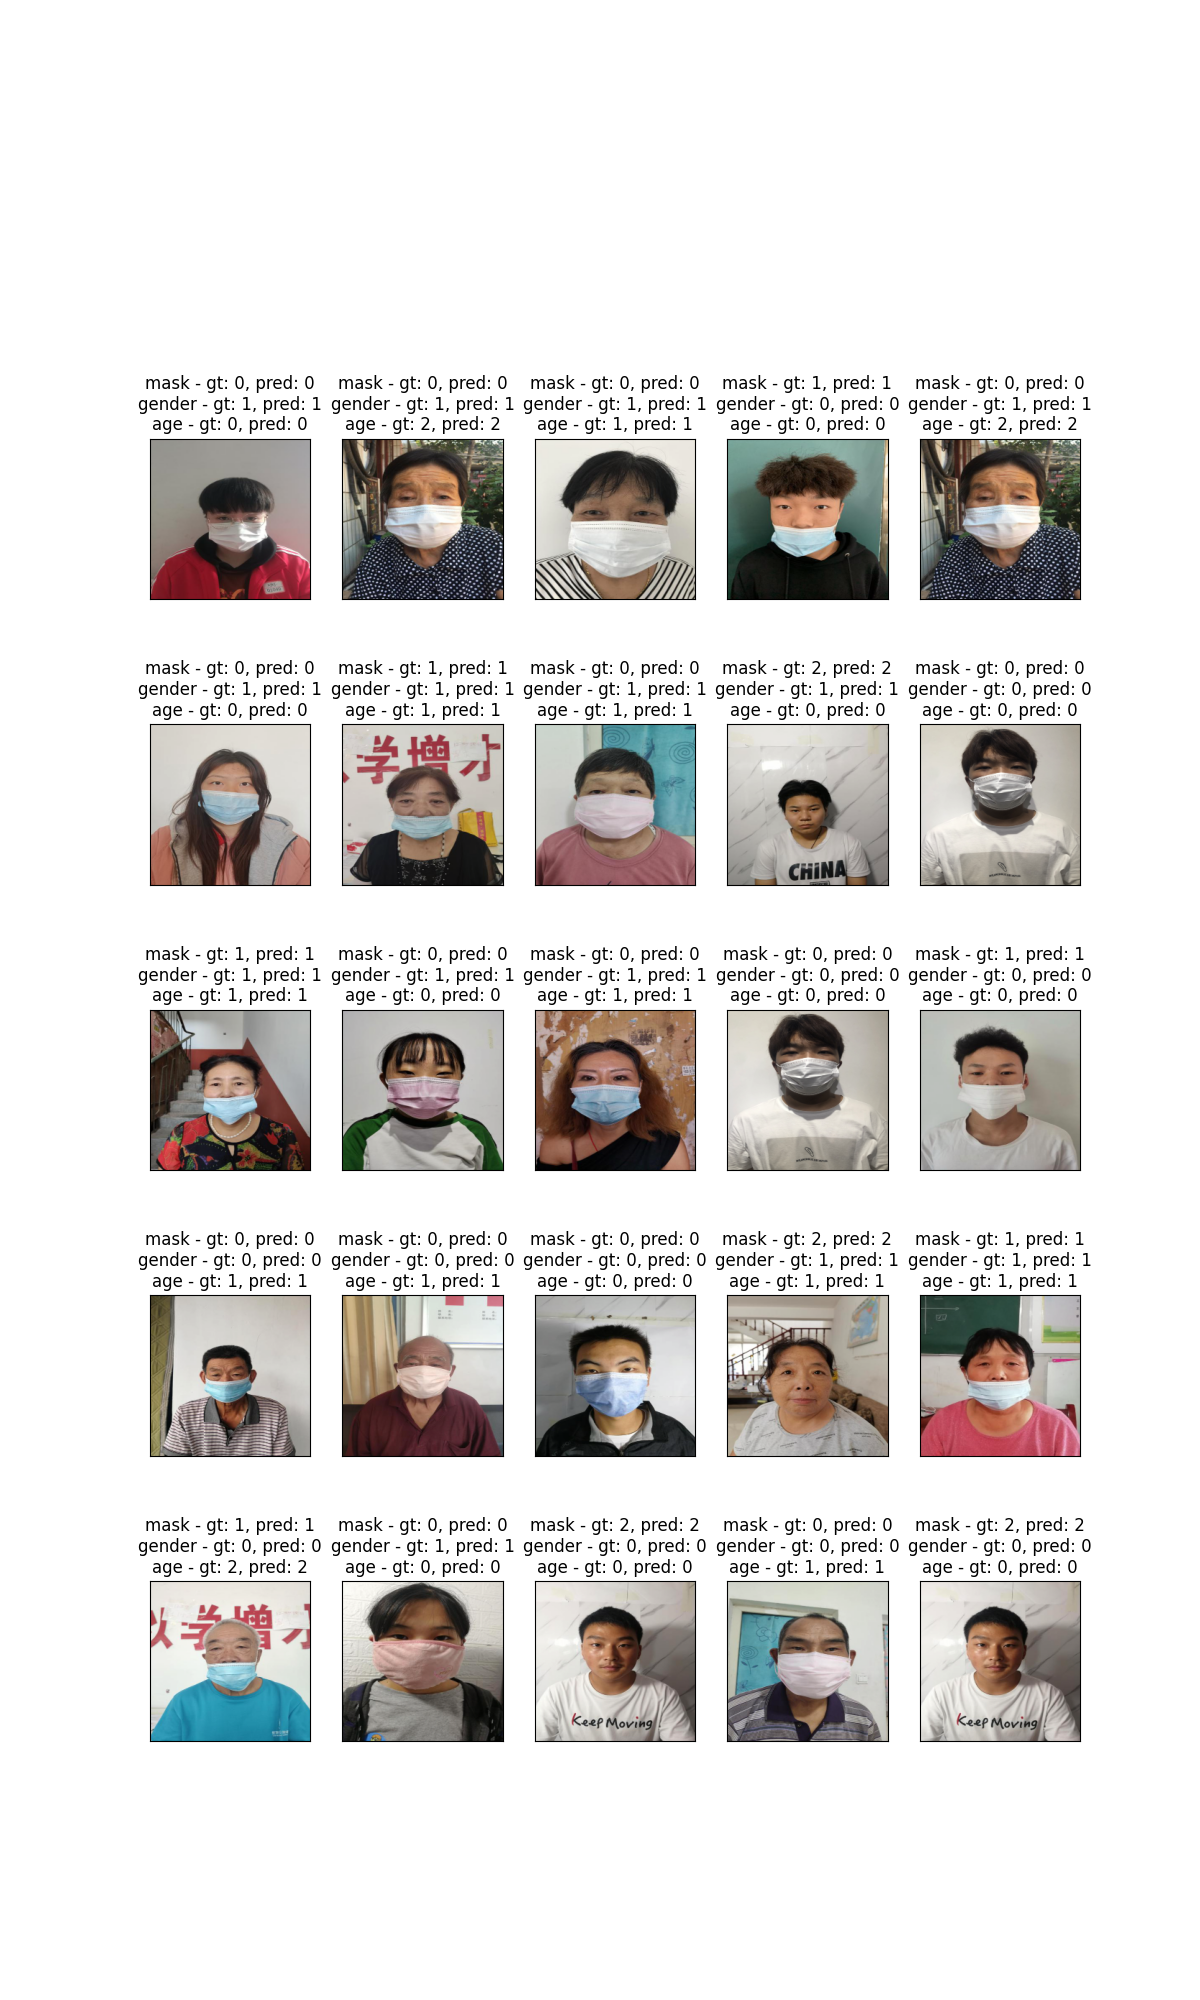 mask - gt: 0, pred: 0
gender - gt: 1, pred: 1
age - gt: 0, pred: 0
mask - gt: 0, pred: 0
gender - gt: 1, pred: 1
age - gt: 2, pred: 2
mask - gt: 0, pred: 0
gender - gt: 1, pred: 1
age - gt: 1, pred: 1
mask - gt: 1, pred: 1
gender - gt: 0, pred: 0
age - gt: 0, pred: 0
mask - gt: 0, pred: 0
gender - gt: 1, pred: 1
age - gt: 2, pred: 2
mask - gt: 0, pred: 0
gender - gt: 1, pred: 1
age - gt: 0, pred: 0
mask - gt: 1, pred: 1
gender - gt: 1, pred: 1
age - gt: 1, pred: 1
学增才
mask - gt: 0, pred: 0
gender - gt: 1, pred: 1
age - gt: 1, pred: 1
mask - gt: 2, pred: 2
gender - gt: 1, pred: 1
age - gt: 0, pred: 0
CHINA
mask - gt: 0, pred: 0
gender - gt: 0, pred: 0
age - gt: 0, pred: 0
mask - gt: 1, pred: 1
gender - gt: 1, pred: 1
age - gt: 1, pred: 1
mask - gt: 0, pred: 0
gender - gt: 1, pred: 1
age - gt: 0, pred: 0
mask - gt: 0, pred: 0
gender - gt: 1, pred: 1
age - gt: 1, pred: 1
mask - gt: 0, pred: 0
gender - gt: 0, pred: 0
age - gt: 0, pred: 0
mask - gt: 1, pred: 1
gender - gt: 0, pred: 0
age - gt: 0, pred: 0
mask - gt: 0, pred: 0
gender - gt: 0, pred: 0
age - gt: 1, pred: 1
mask - gt: 0, pred: 0
gender - gt: 0, pred: 0
age - gt: 1, pred: 1
mask - gt: 0, pred: 0
gender - gt: 0, pred: 0
age - gt: 0, pred: 0
mask - gt: 2, pred: 2
gender - gt: 1, pred: 1
age - gt: 1, pred: 1
mask - gt: 1, pred: 1
gender - gt: 1, pred: 1
age - gt: 1, pred: 1
mask - gt: 1, pred: 1
gender - gt: 0, pred: 0
age - gt: 2, pred: 2
以学增才
mask - gt: 0, pred: 0
gender - gt: 1, pred: 1
age - gt: 0, pred: 0
mask - gt: 2, pred: 2
gender - gt: 0, pred: 0
age - gt: 0, pred: 0
Keep Moving
mask - gt: 0, pred: 0
gender - gt: 0, pred: 0
age - gt: 1, pred: 1
mask - gt: 2, pred: 2
gender - gt: 0, pred: 0
age - gt: 0, pred: 0
Keep Moving